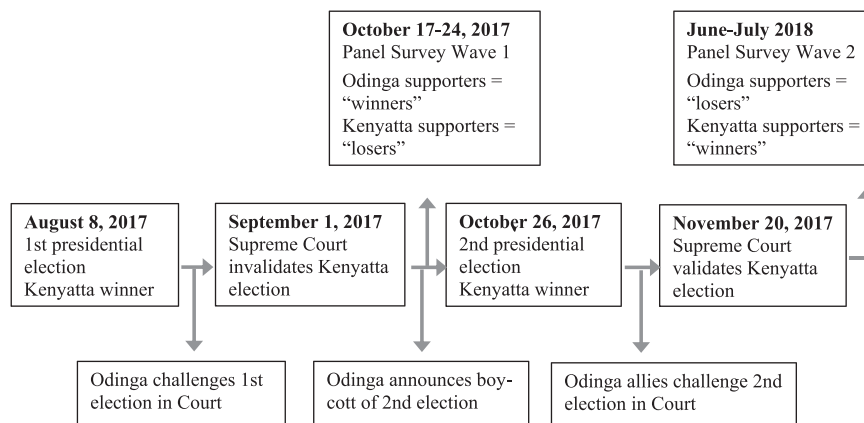 October 17-24, 2017
Panel Survey Wave 1
Odinga supporters =
“winners”
Kenyatta supporters =
“losers”
June-July 2018
Panel Survey Wave 2
Odinga supporters =
“losers”
Kenyatta supporters =
“winners”
August 8, 2017
1st presidential
election
Kenyatta winner
September 1, 2017
Supreme Court
invalidates Kenyatta
election
October 26, 2017
2nd presidential
election
Kenyatta winner
November 20, 2017
Supreme Court
validates Kenyatta
election
Odinga challenges 1st
election in Court
Odinga announces boy-
cott of 2nd election
Odinga allies challenge 2nd
election in Court